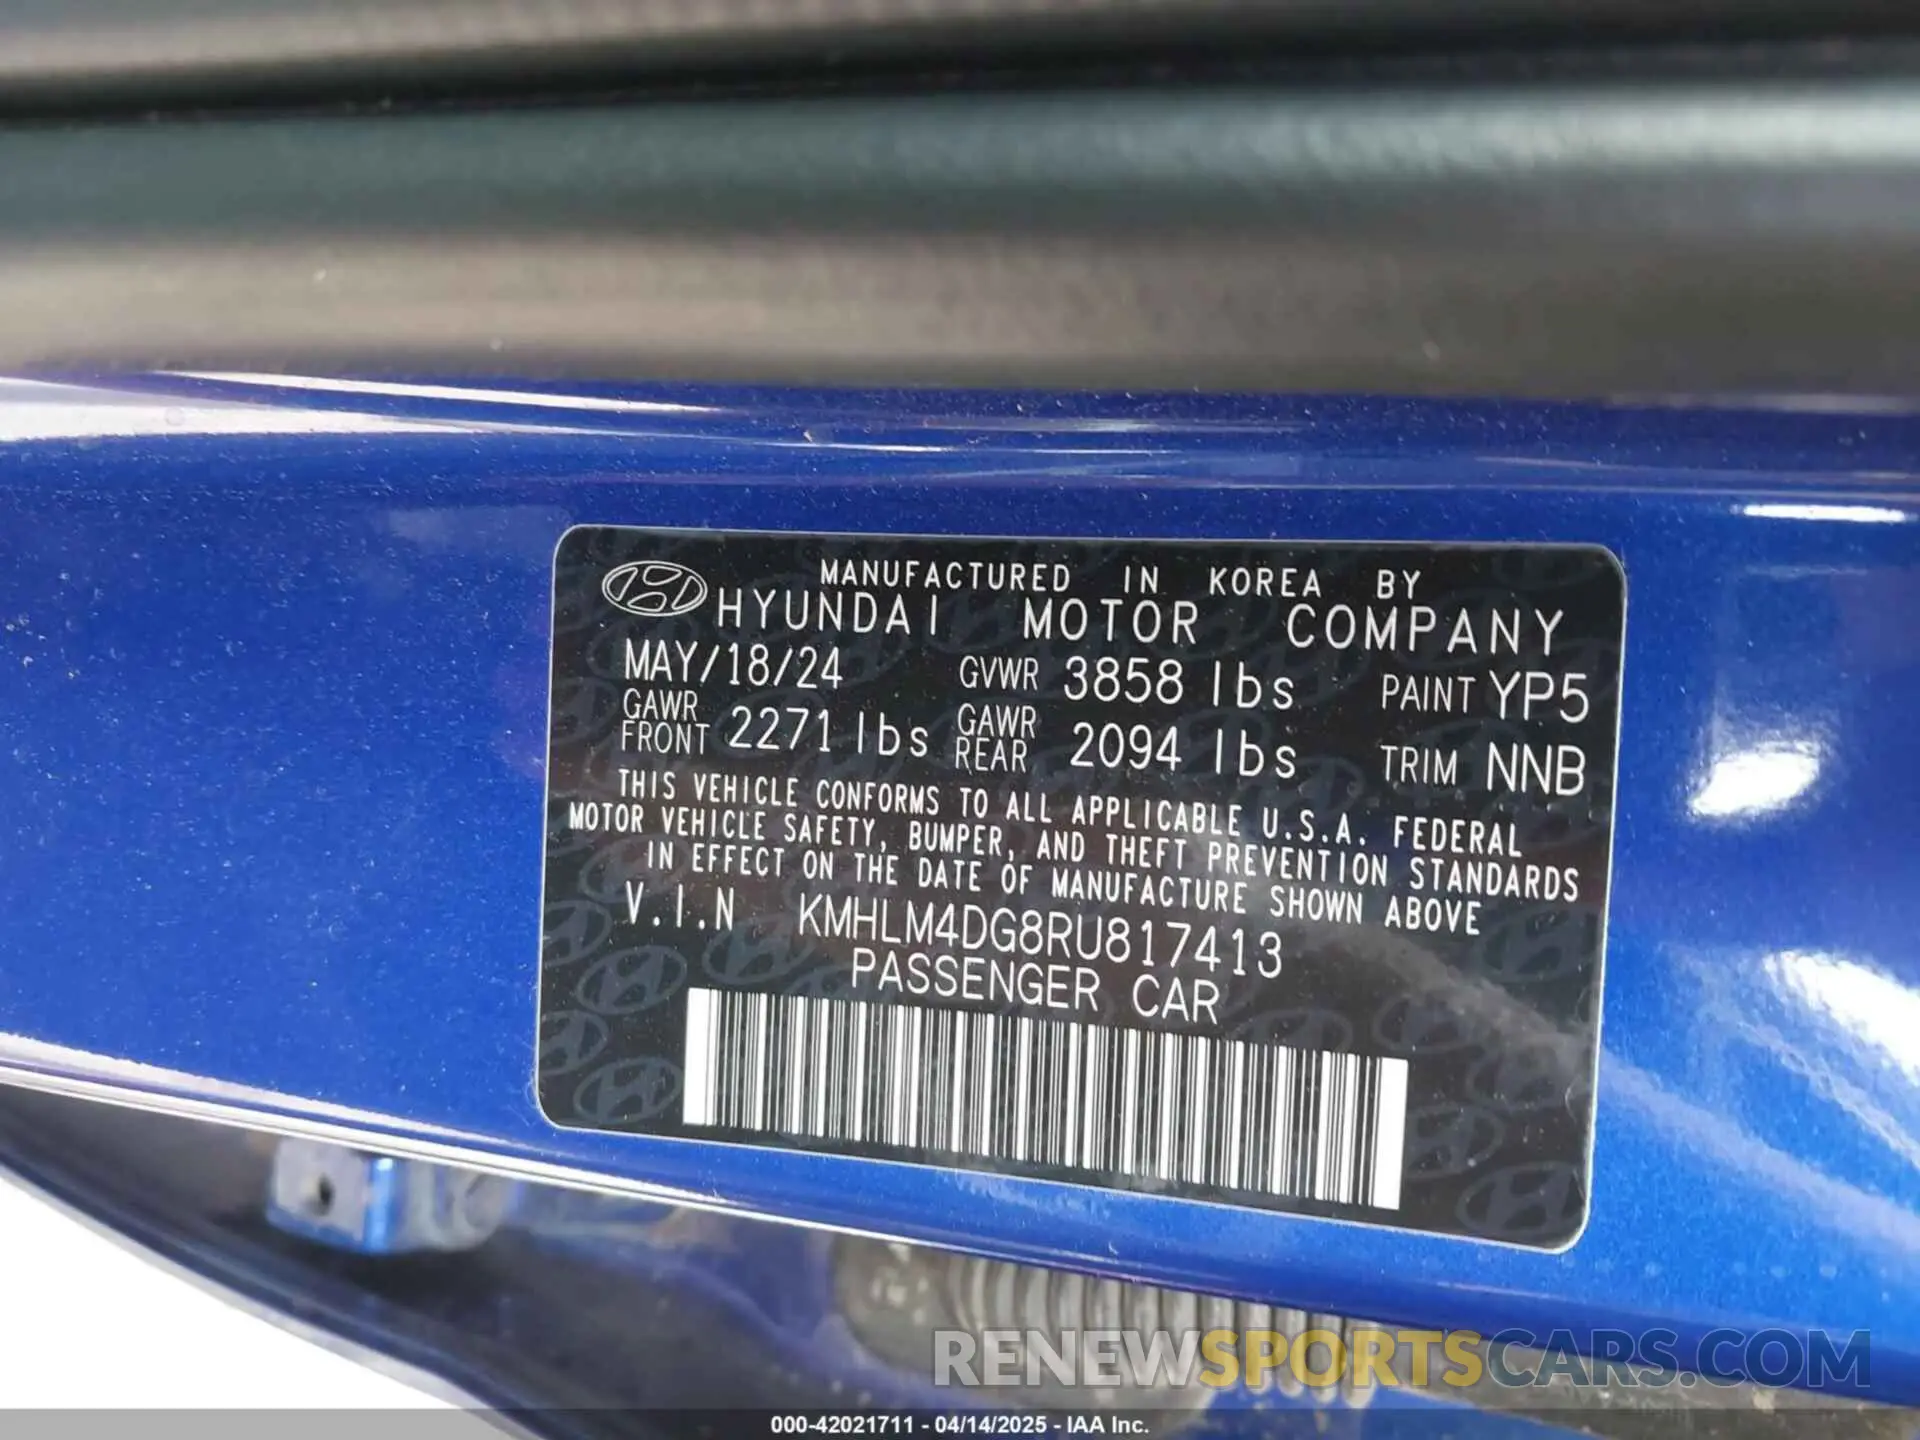 MANUFACTURED IN KOREA BY
HYUNDAI MOTOR COMPANY
MAY/18/24 GVWR 3858 lbs PAINT YP5
GAWR FRONT 2271 lbs GAWR REAR 2094 lbs TRIM NNB
THIS VEHICLE CONFORMS TO ALL APPLICABLE U.S.A. FEDERAL
MOTOR VEHICLE SAFETY, BUMPER, AND THEFT PREVENTION STANDARDS
IN EFFECT ON THE DATE OF MANUFACTURE SHOWN ABOVE
V.I.N KMHLM4DG8RU817413
PASSENGER CAR
RENEWSPORTSCARS.COM
000-42021711 - 04/14/2025 - IAA Inc.